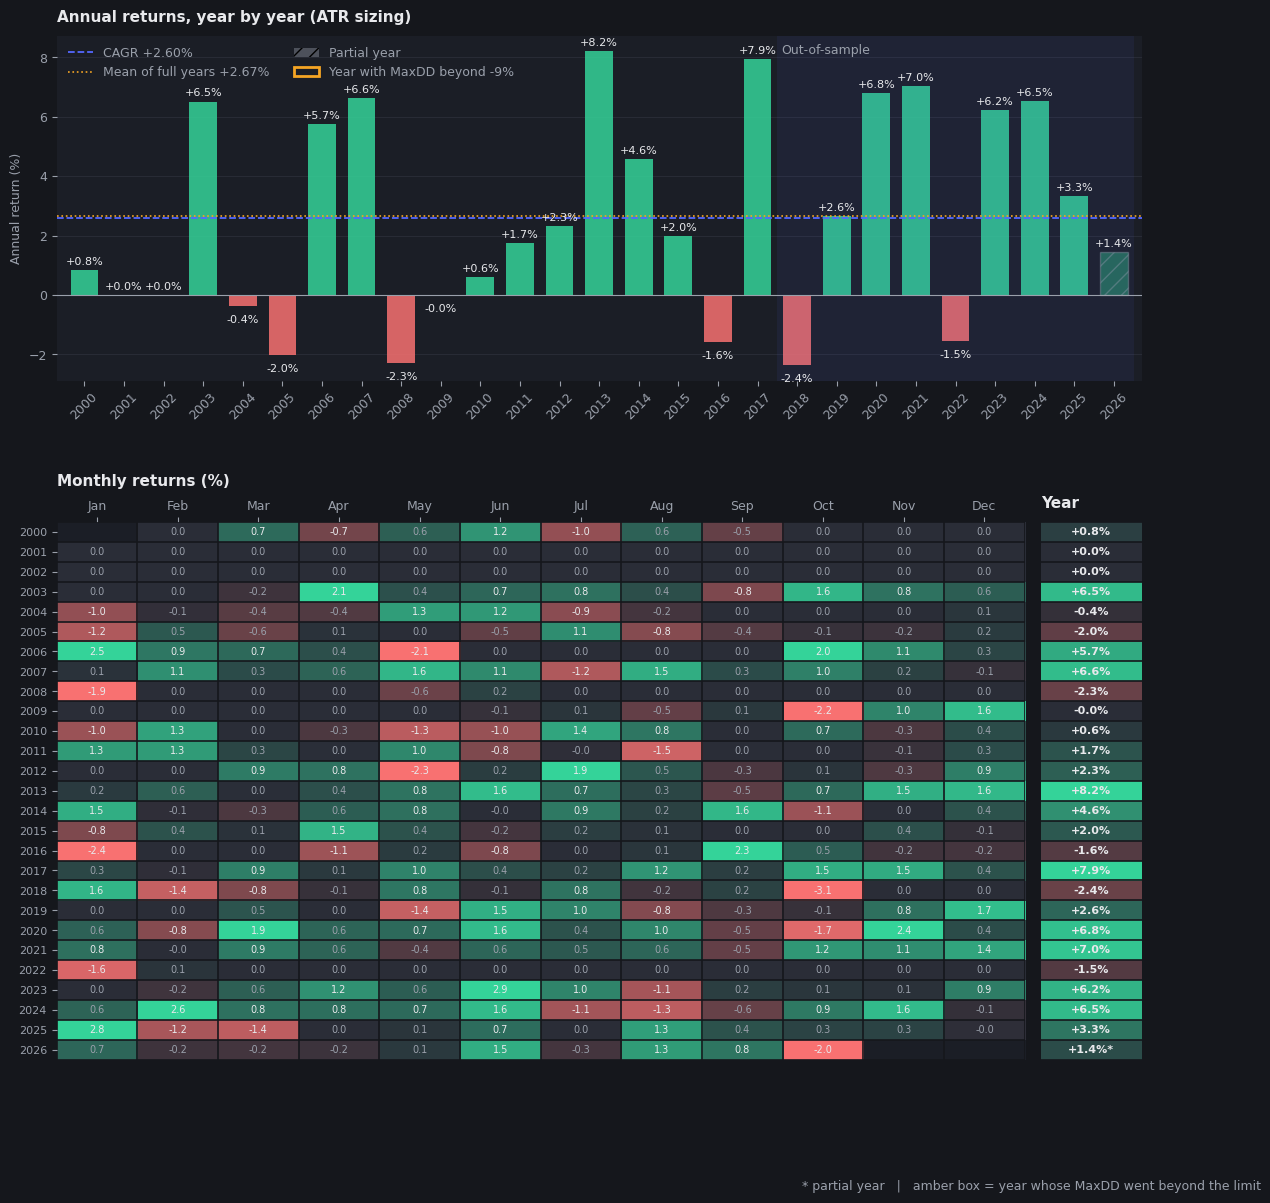 Annual returns, year by year (ATR sizing)
CAGR +2.60%
Mean of full years +2.67%
Partial year
Year with MaxDD beyond -9%
Out-of-sample
Annual return (%)
8
6
4
2
0
−2
+0.8% +0.0% +0.0% +6.5% -0.4% -2.0% +5.7% +6.6% -2.3% -0.0% +0.6% +1.7% +2.3% +8.2% +4.6% +2.0% -1.6% +7.9% -2.4% +2.6% +6.8% +7.0% -1.5% +6.2% +6.5% +3.3% +1.4%
2000 2001 2002 2003 2004 2005 2006 2007 2008 2009 2010 2011 2012 2013 2014 2015 2016 2017 2018 2019 2020 2021 2022 2023 2024 2025 2026
Monthly returns (%)
Jan Feb Mar Apr May Jun Jul Aug Sep Oct Nov Dec Year
2000 0.0 0.7 -0.7 0.6 1.2 -1.0 0.6 -0.5 0.0 0.0 0.0 +0.8%
2001 0.0 0.0 0.0 0.0 0.0 0.0 0.0 0.0 0.0 0.0 0.0 0.0 +0.0%
2002 0.0 0.0 0.0 0.0 0.0 0.0 0.0 0.0 0.0 0.0 0.0 0.0 +0.0%
2003 0.0 0.0 -0.2 2.1 0.4 0.7 0.8 0.4 -0.8 1.6 0.8 0.6 +6.5%
2004 -1.0 -0.1 -0.4 -0.4 1.3 1.2 -0.9 -0.2 0.0 0.0 0.0 0.1 -0.4%
2005 -1.2 0.5 -0.6 0.1 0.0 -0.5 1.1 -0.8 -0.4 -0.1 -0.2 0.2 -2.0%
2006 2.5 0.9 0.7 0.4 -2.1 0.0 0.0 0.0 0.0 2.0 1.1 0.3 +5.7%
2007 0.1 1.1 0.3 0.6 1.6 1.1 -1.2 1.5 0.3 1.0 0.2 -0.1 +6.6%
2008 -1.9 0.0 0.0 0.0 -0.6 0.2 0.0 0.0 0.0 0.0 0.0 0.0 -2.3%
2009 0.0 0.0 0.0 0.0 0.0 -0.1 0.1 -0.5 0.1 -2.2 1.0 1.6 -0.0%
2010 -1.0 1.3 0.0 -0.3 -1.3 -1.0 1.4 0.8 0.0 0.7 -0.3 0.4 +0.6%
2011 1.3 1.3 0.3 0.0 1.0 -0.8 -0.0 -1.5 0.0 0.0 -0.1 0.3 +1.7%
2012 0.0 0.0 0.9 0.8 -2.3 0.2 1.9 0.5 -0.3 0.1 -0.3 0.9 +2.3%
2013 0.2 0.6 0.0 0.4 0.8 1.6 0.7 0.3 -0.5 0.7 1.5 1.6 +8.2%
2014 1.5 -0.1 -0.3 0.6 0.8 -0.0 0.9 0.2 1.6 -1.1 0.0 0.4 +4.6%
2015 -0.8 0.4 0.1 1.5 0.4 -0.2 0.2 0.1 0.0 0.0 0.4 -0.1 +2.0%
2016 -2.4 0.0 0.0 -1.1 0.2 -0.8 0.0 0.1 2.3 0.5 -0.2 -0.2 -1.6%
2017 0.3 -0.1 0.9 0.1 1.0 0.4 0.2 1.2 0.2 1.5 1.5 0.4 +7.9%
2018 1.6 -1.4 -0.8 -0.1 0.8 -0.1 0.8 -0.2 0.2 -3.1 0.0 0.0 -2.4%
2019 0.0 0.0 0.5 0.0 -1.4 1.5 1.0 -0.8 -0.3 -0.1 0.8 1.7 +2.6%
2020 0.6 -0.8 1.9 0.6 0.7 1.6 0.4 1.0 -0.5 -1.7 2.4 0.4 +6.8%
2021 0.8 -0.0 0.9 0.6 -0.4 0.6 0.5 0.6 -0.5 1.2 1.1 1.4 +7.0%
2022 -1.6 0.1 0.0 0.0 0.0 0.0 0.0 0.0 0.0 0.0 0.0 0.0 -1.5%
2023 0.0 -0.2 0.6 1.2 0.6 2.9 1.0 -1.1 0.2 0.1 0.1 0.9 +6.2%
2024 0.6 2.6 0.8 0.8 0.7 1.6 -1.1 -1.3 -0.6 0.9 1.6 -0.1 +6.5%
2025 2.8 -1.2 -1.4 0.0 0.1 0.7 0.0 1.3 0.4 0.3 0.3 -0.0 +3.3%
2026 0.7 -0.2 -0.2 -0.2 0.1 1.5 -0.3 1.3 0.8 -2.0 +1.4%*
* partial year | amber box = year whose MaxDD went beyond the limit